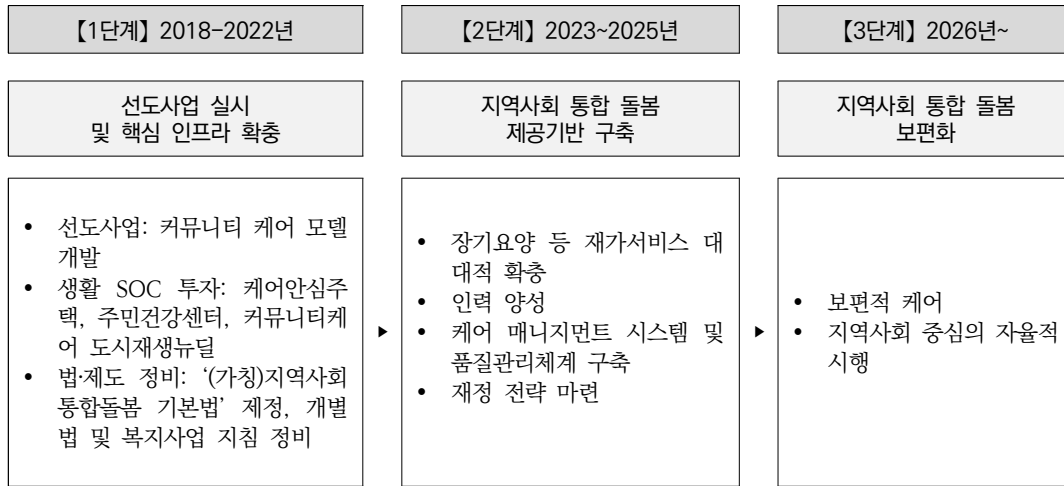 【1단계】 2018-2022년
선도사업 실시
및 핵심 인프라 확충
• 선도사업: 커뮤니티 케어 모델
개발
• 생활 SOC 투자: 케어안심주
택, 주민건강센터, 커뮤니티케
어 도시재생뉴딜
• 법·제도 정비: ‘(가칭)지역사회
통합돌봄 기본법’ 제정, 개별
법 및 복지사업 지침 정비
▶
【2단계】 2023~2025년
지역사회 통합 돌봄
제공기반 구축
• 장기요양 등 재가서비스 대
대적 확충
• 인력 양성
• 케어 매니지먼트 시스템 및
품질관리체계 구축
• 재정 전략 마련
▶
【3단계】 2026년~
지역사회 통합 돌봄
보편화
• 보편적 케어
• 지역사회 중심의 자율적
시행